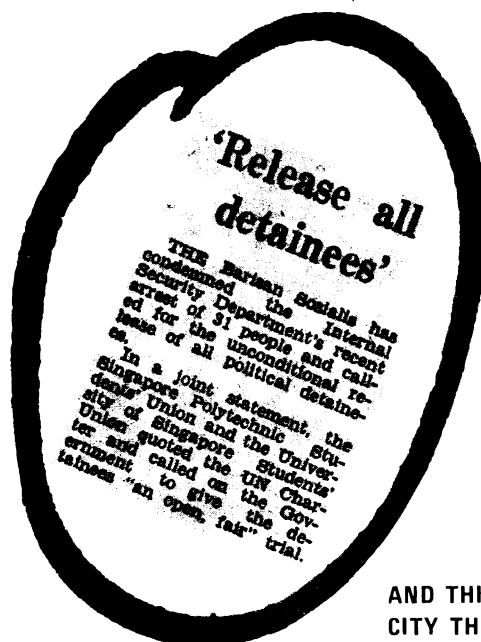 ‘Release all
detainees’
THE Barisan Sosialis has
condemned the Internal
Security Department's recent
arrest of 31 people and call-
ed for the unconditional re-
lease of all political detaine-
es.
In a joint statement, the
Singapore Polytechnic Stu-
dents' Union and the Univer-
sity of Singapore Students'
Union quoted the UN Char-
ter and called on the Gov-
ernment to give the de-
tainees "an open, fair" trial.
AND THI
CITY TH